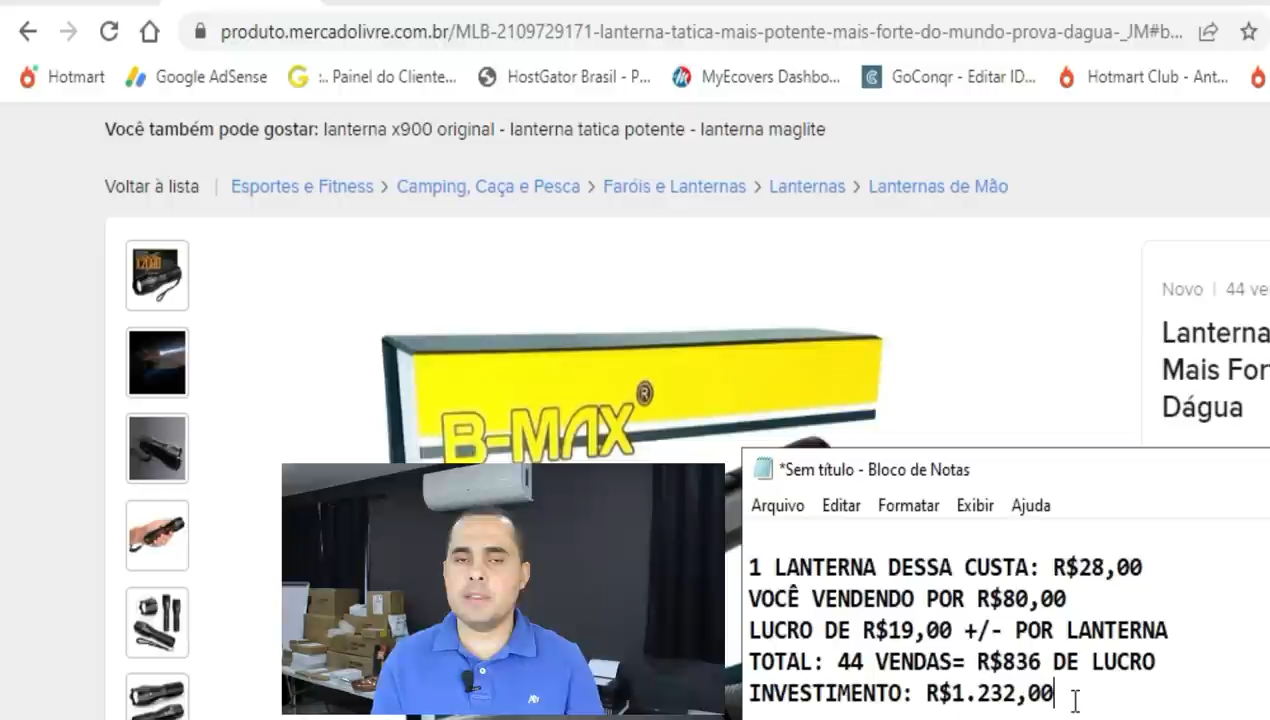 produto.mercadolivre.com.br/MLB-2109729171-lanterna-tatica-mais-potente-mais-forte-do-mundo-prova-dagua-_JM#b...
Hotmart Google AdSense :.. Painel do Cliente... HostGator Brasil - P... MyEcovers Dashbo... GoConqr - Editar ID... Hotmart Club - Ant...
Você também pode gostar: lanterna x900 original - lanterna tatica potente - lanterna maglite
Voltar à lista | Esportes e Fitness > Camping, Caça e Pesca > Faróis e Lanternas > Lanternas > Lanternas de Mão
Novo | 44 ve
Lanterna
Mais For
Dágua
B-MAX®
*Sem título - Bloco de Notas
Arquivo Editar Formatar Exibir Ajuda
1 LANTERNA DESSA CUSTA: R$28,00
VOCÊ VENDENDO POR R$80,00
LUCRO DE R$19,00 +/- POR LANTERNA
TOTAL: 44 VENDAS= R$836 DE LUCRO
INVESTIMENTO: R$1.232,00